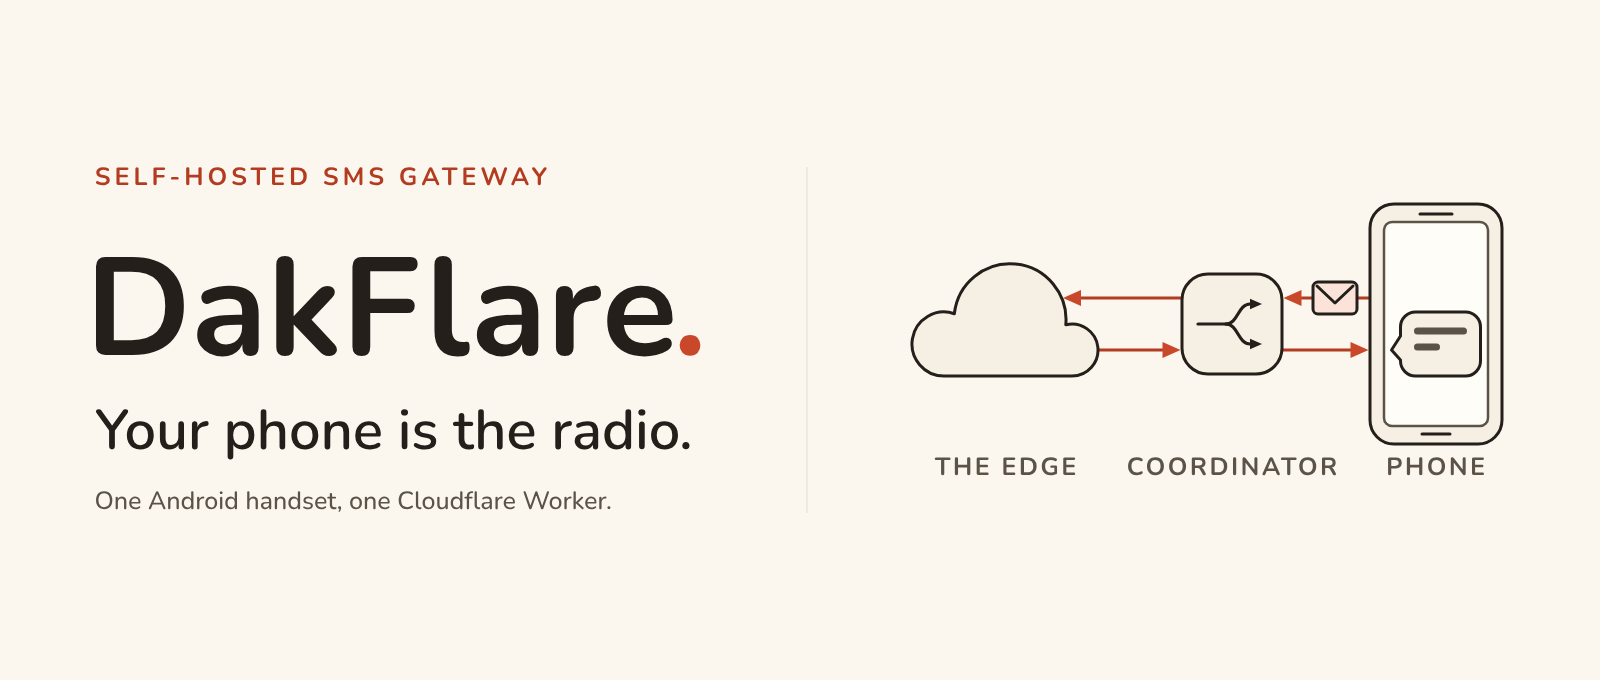 SELF-HOSTED SMS GATEWAY
DakFlare.
Your phone is the radio.
One Android handset, one Cloudflare Worker.
THE EDGE
COORDINATOR
PHONE